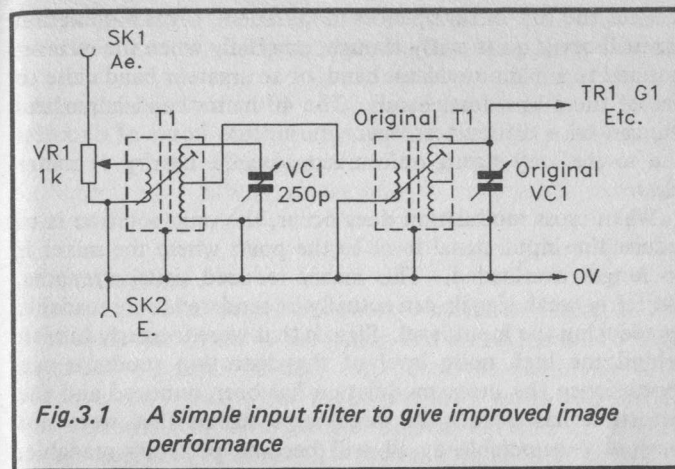 SK1
Ae.
T1
Original T1
TR1 G1
Etc.
VR1
1k
VC1
250p
Original
VC1
0V
SK2
E.
Fig.3.1 A simple input filter to give improved image
performance